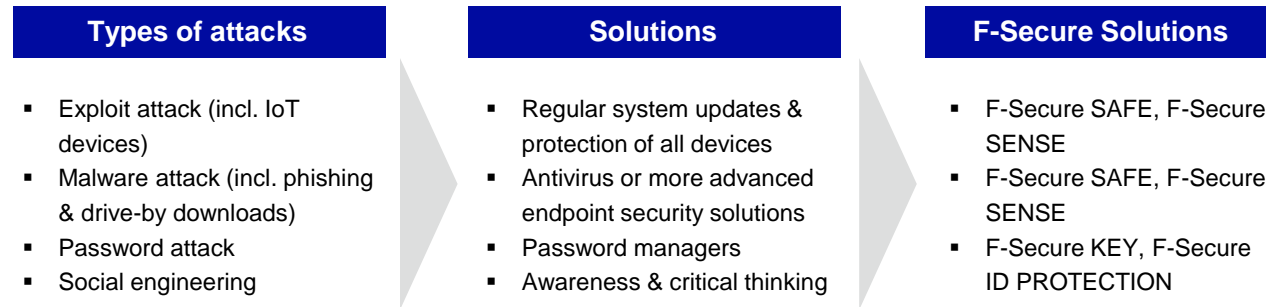 Types of attacks
▪ Exploit attack (incl. IoT
devices)
▪ Malware attack (incl. phishing
& drive-by downloads)
▪ Password attack
▪ Social engineering
Solutions
▪ Regular system updates &
protection of all devices
▪ Antivirus or more advanced
endpoint security solutions
▪ Password managers
▪ Awareness & critical thinking
F-Secure Solutions
▪ F-Secure SAFE, F-Secure
SENSE
▪ F-Secure SAFE, F-Secure
SENSE
▪ F-Secure KEY, F-Secure
ID PROTECTION